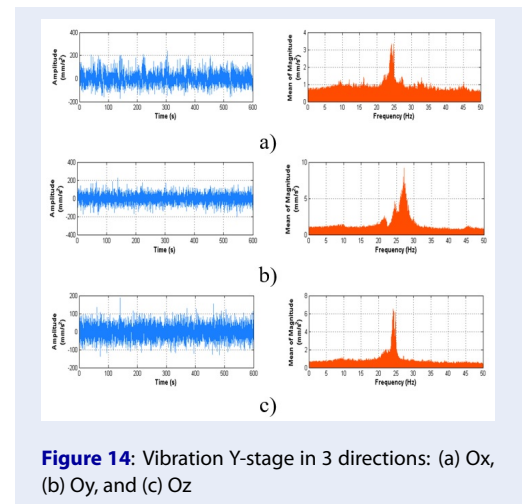 400
200
0
-200
0 100 200 300 400 500 600
Amplitude
(mm/s²)
Time (s)
4
3
2
1
0
0 5 10 15 20 25 30 35 40 45 50
Mean of Magnitude
(mm/s²)
Frequency (Hz)
a)
400
200
0
-200
-400
0 100 200 300 400 500 600
Amplitude
(mm/s²)
Time (s)
10
5
0
0 5 10 15 20 25 30 35 40 45 50
Mean of Magnitude
(mm/s²)
Frequency (Hz)
b)
200
100
0
-100
-200
0 100 200 300 400 500 600
Amplitude
(mm/s²)
Time (s)
8
6
4
2
0
0 5 10 15 20 25 30 35 40 45 50
Mean of Magnitude
(mm/s²)
Frequency (Hz)
c)
Figure 14: Vibration Y-stage in 3 directions: (a) Ox,
(b) Oy, and (c) Oz